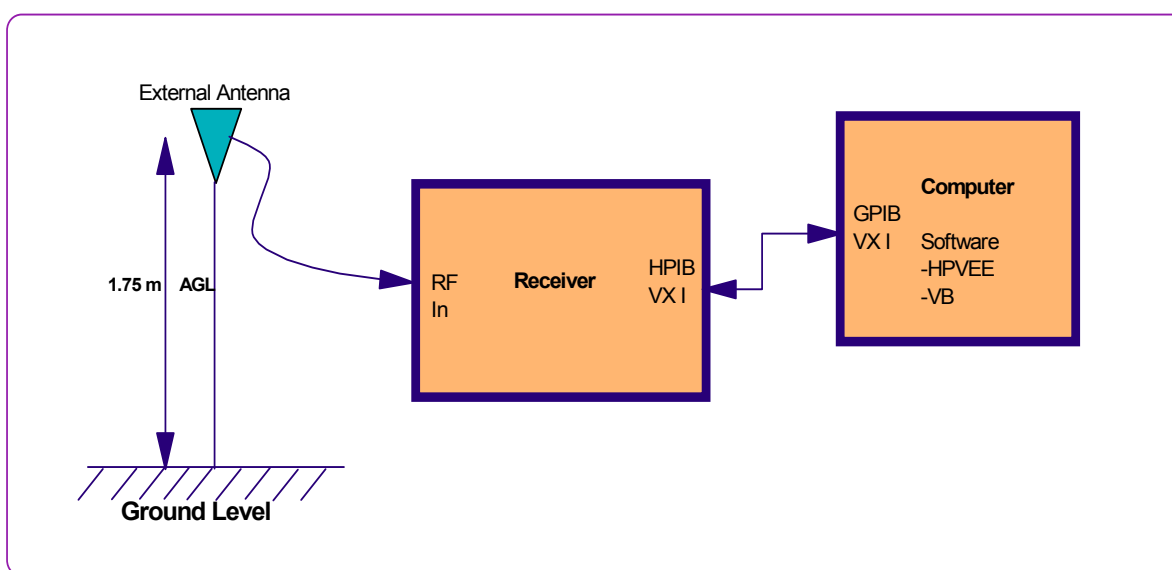 External Antenna
1.75 m
AGL
Ground Level
RF
In
Receiver
HPIB
VX I
GPIB
VX I
Computer
Software
-HPVEE
-VB